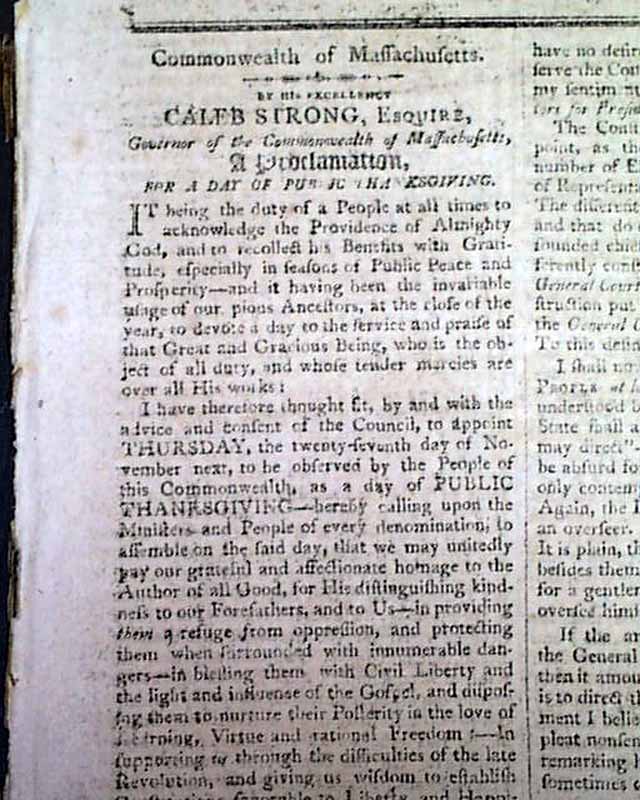 Commonwealth of Maſſachuſetts.
BY HIS EXCELLENCY
CALEB STRONG, ESQUIRE,
Governor of the Commonwealth of Maſſachuſetts,
A Proclamation,
FOR A DAY OF PUBLIC THANKSGIVING.
IT being the duty of a People at all times to
acknowledge the Providence of Almighty
God, and to recollect his Benefits with Grati-
tude, eſpecially in ſeaſons of Public Peace and
Proſperity—and it having been the invariable
uſage of our pious Anceſtors, at the cloſe of the
year, to devote a day to the ſervice and praiſe of
that Great and Gracious Being, who is the ob-
ject of all duty, and whoſe tender mercies are
over all His works:
I have therefore thought fit, by and with the
advice and conſent of the Council, to appoint
THURSDAY, the twenty-ſeventh day of No-
vember next, to be obſerved by the People of
this Commonwealth, as a day of PUBLIC
THANKSGIVING—hereby calling upon the
Miniſters and People of every denomination, to
aſſemble on the ſaid day, that we may unitedly
pay our grateful and affectionate homage to the
Author of all Good, for His diſtinguiſhing kind-
neſs to our Forefathers, and to Us—in providing
them a refuge from oppreſſion, and protecting
them when ſurrounded with innumerable dan-
gers—in bleſſing them with Civil Liberty and
the light and influence of the Goſpel, and diſpoſ-
ing them to nurture their Poſterity in the love of
Learning, Virtue and rational Freedom:—In
ſupporting us through the difficulties of the late
Revolution, and giving us wiſdom to eſtabliſh
favorable to Liberty and
have no deſire
ſerve the
my ſentim
The
point, as the
number of
of
The different
and that do
founded
ferently
General Court
ſtruction put
the General
To this
I ſhall no
PEOPLE at
underſtood
State ſhall
may direct"
be abſurd fo
only
Again, the
an overſeer.
It is plain, th
beſides them
for a
overſee him
If the
the General
then it amou
is to direct th
ment I
pleat nonſen
remarking
ſometimes